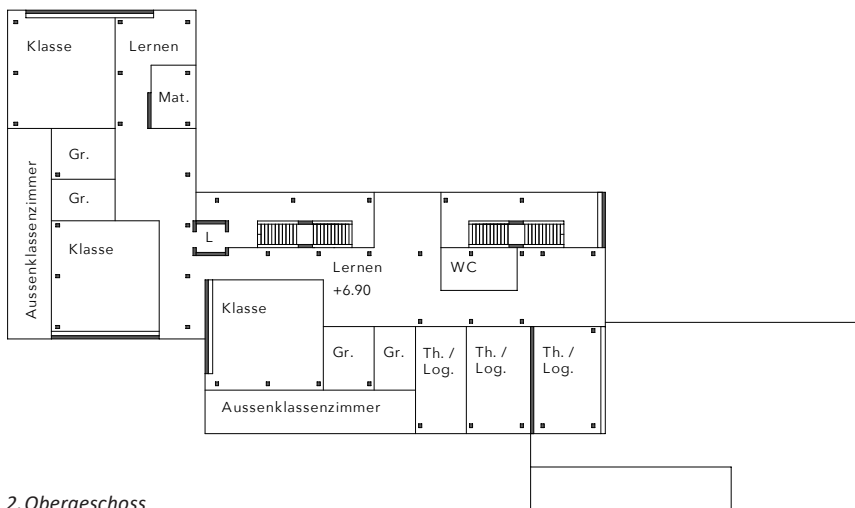 Klasse
Lernen
Mat.
Gr.
Gr.
Aussenklassenzimmer
Klasse
L
Lernen
+6.90
WC
Klasse
Gr.
Gr.
Th. /
Log.
Th. /
Log.
Th. /
Log.
Aussenklassenzimmer
2. Obergeschoss